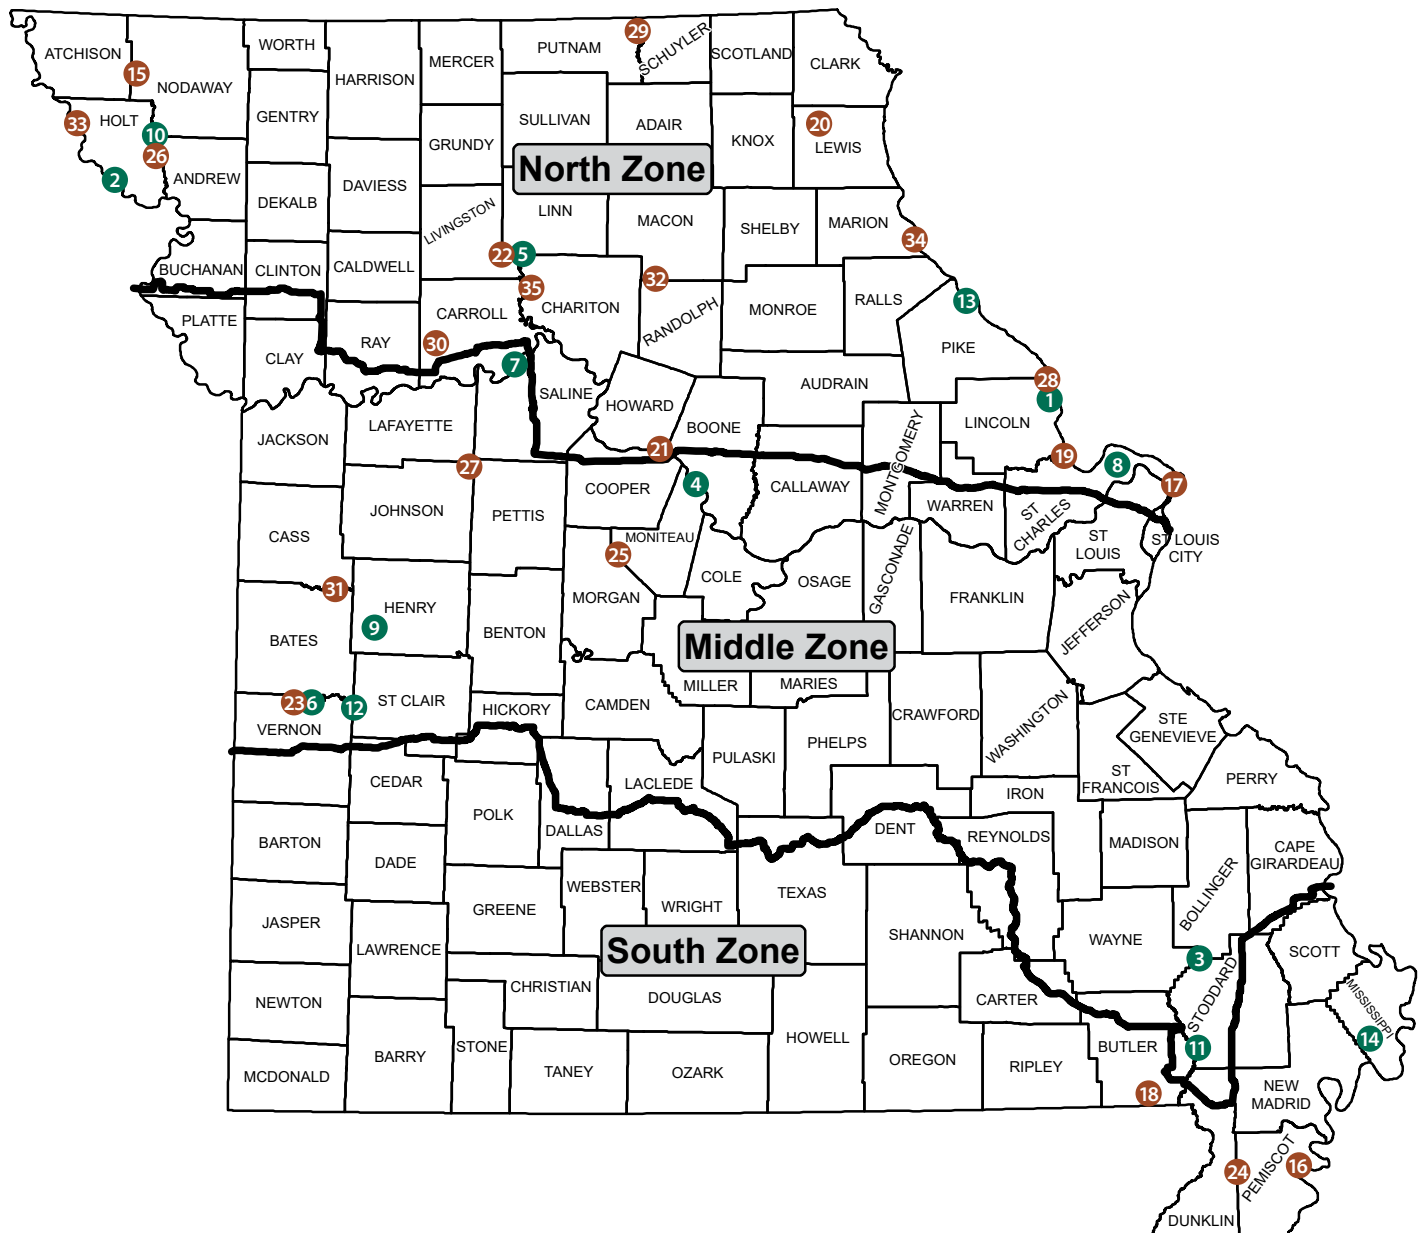 ATCHISON
15
NODAWAY
WORTH
HARRISON
MERCER
PUTNAM
29
SCHUYLER
SCOTLAND
CLARK
33
HOLT
10
26
2
ANDREW
GENTRY
DEKALB
DAVIESS
GRUNDY
SULLIVAN
ADAIR
KNOX
20
LEWIS
North Zone
LIVINGSTON
LINN
MACON
SHELBY
MARION
34
BUCHANAN
CLINTON
CALDWELL
22
5
35
CHARITON
32
RANDOLPH
MONROE
RALLS
13
PIKE
PLATTE
CLAY
RAY
CARROLL
30
7
SALINE
HOWARD
BOONE
AUDRAIN
28
1
LINCOLN
JACKSON
LAFAYETTE
27
21
4
COOPER
CALLAWAY
MONTGOMERY
WARREN
19
8
17
ST
CHARLES
ST
LOUIS
ST LOUIS
CITY
CASS
JOHNSON
PETTIS
MONITEAU
25
MORGAN
COLE
OSAGE
GASCONADE
FRANKLIN
JEFFERSON
31
HENRY
9
BATES
BENTON
Middle Zone
MILLER
MARIES
23
6
12
VERNON
ST CLAIR
HICKORY
CAMDEN
PULASKI
PHELPS
CRAWFORD
WASHINGTON
STE
GENEVIEVE
ST
FRANCOIS
PERRY
CEDAR
POLK
DALLAS
LACLEDE
DENT
IRON
REYNOLDS
MADISON
BOLLINGER
CAPE
GIRARDEAU
BARTON
DADE
GREENE
WEBSTER
WRIGHT
TEXAS
SHANNON
WAYNE
3
SCOTT
JASPER
LAWRENCE
South Zone
CHRISTIAN
DOUGLAS
CARTER
STODDARD
MISSISSIPPI
14
NEWTON
BARRY
STONE
TANEY
OZARK
HOWELL
OREGON
RIPLEY
BUTLER
11
18
MCDONALD
NEW
MADRID
24
PEMISCOT
16
DUNKLIN